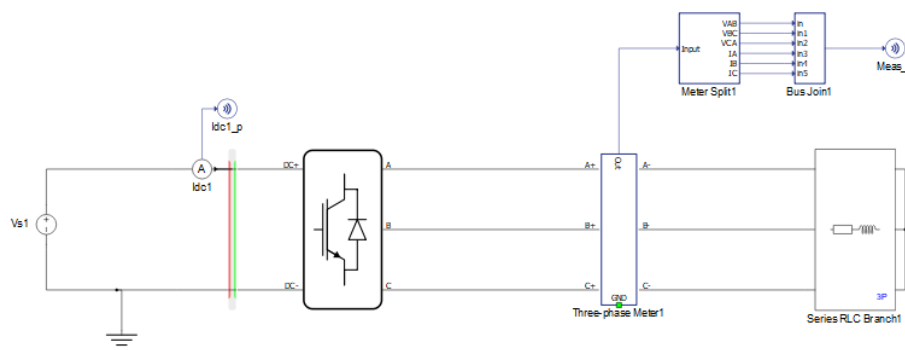 VAB
VBC
VCA
IA
IB
IC
Input
In
In1
In2
In3
In4
In5
Meter Split1
Bus Join1
Meas_
Idc1_p
A
Idc1
Vs1
DC+
DC-
A
B
C
A+
B+
C+
Out
A-
B-
C-
GND
Three-phase Meter1
3P
Series RLC Branch1